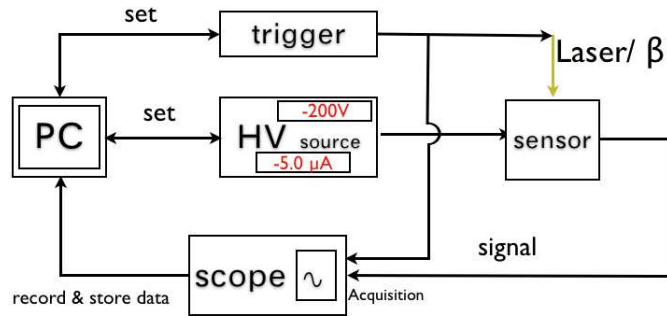 set
trigger
Laser/ β
PC
set
-200V
HV source
-5.0 μA
sensor
signal
scope
record & store data
Acquisition